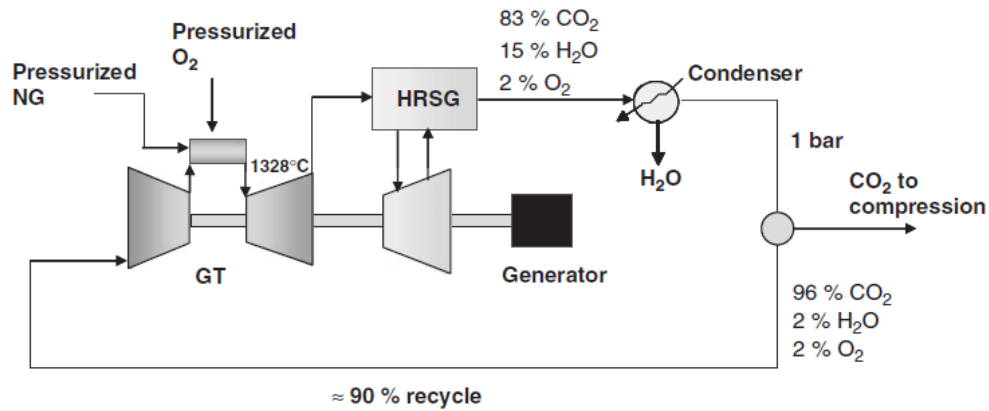 Pressurized
NG
Pressurized
O₂
1328°C
GT
HRSG
83 % CO₂
15 % H₂O
2 % O₂
Condenser
H₂O
1 bar
CO₂ to
compression
Generator
96 % CO₂
2 % H₂O
2 % O₂
≈ 90 % recycle